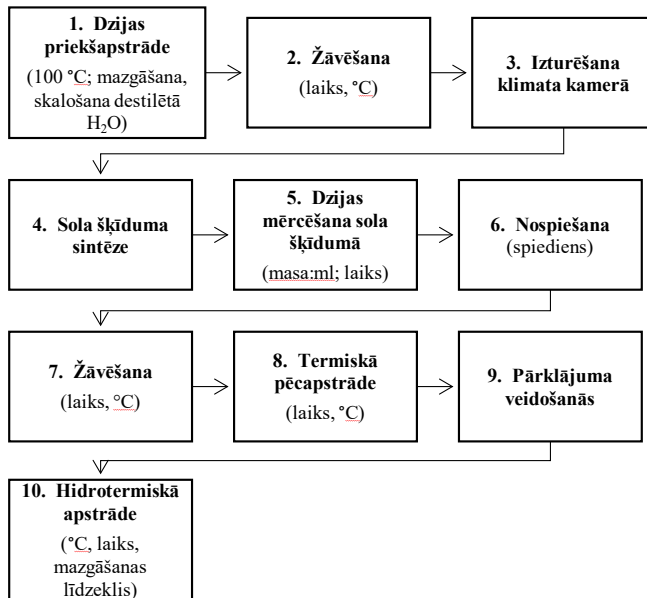 1. Dzijas
priekšapstrāde
(100 °C; mazgāšana,
skalošana destilētā
H₂O)
2. Žāvēšana
(laiks, °C)
3. Izturēšana
klimata kamerā
4. Sola šķīduma
sintēze
5. Dzijas
mērcēšana sola
šķīdumā
(masa:ml; laiks)
6. Nospiešana
(spiediens)
7. Žāvēšana
(laiks, °C)
8. Termiskā
pēcapstrāde
(laiks, °C)
9. Pārklājuma
veidošanās
10. Hidrotermiskā
apstrāde
(°C, laiks,
mazgāšanas
līdzeklis)